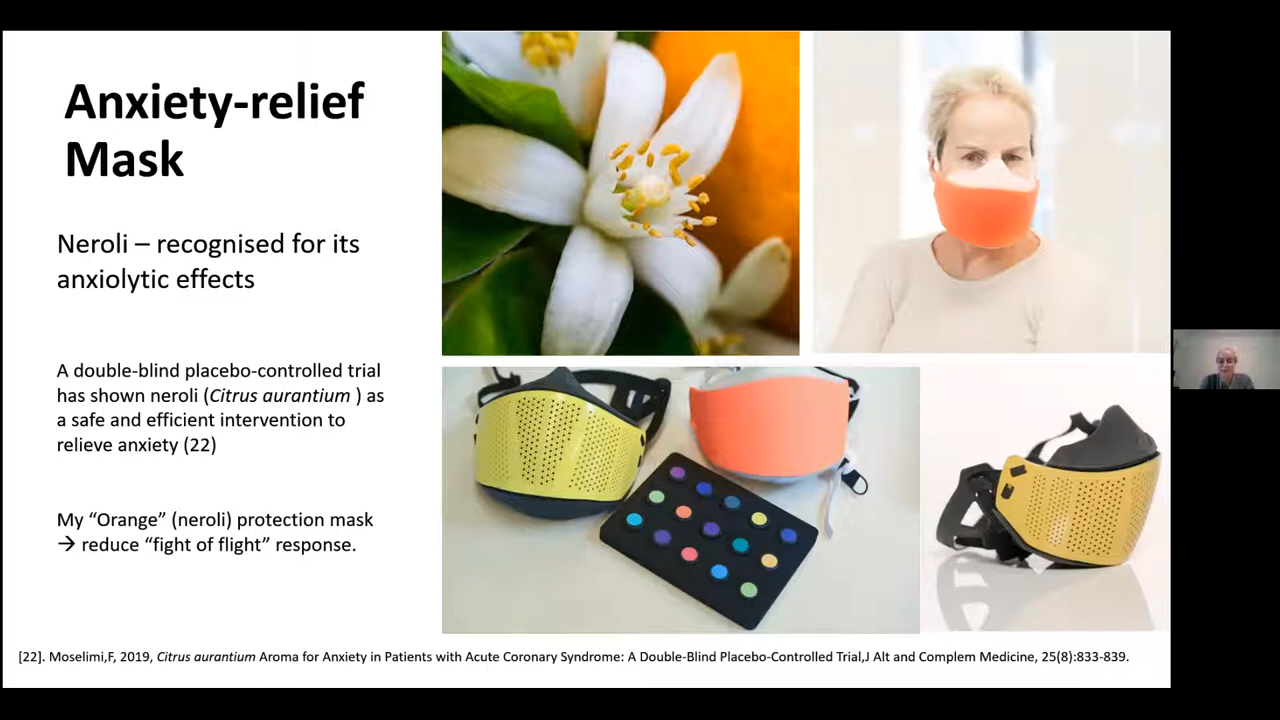 Anxiety-relief
Mask
Neroli – recognised for its
anxiolytic effects
A double-blind placebo-controlled trial
has shown neroli (Citrus aurantium ) as
a safe and efficient intervention to
relieve anxiety (22)
My “Orange” (neroli) protection mask
→ reduce “fight of flight” response.
[22]. Moselimi,F, 2019, Citrus aurantium Aroma for Anxiety in Patients with Acute Coronary Syndrome: A Double-Blind Placebo-Controlled Trial,J Alt and Complem Medicine, 25(8):833-839.